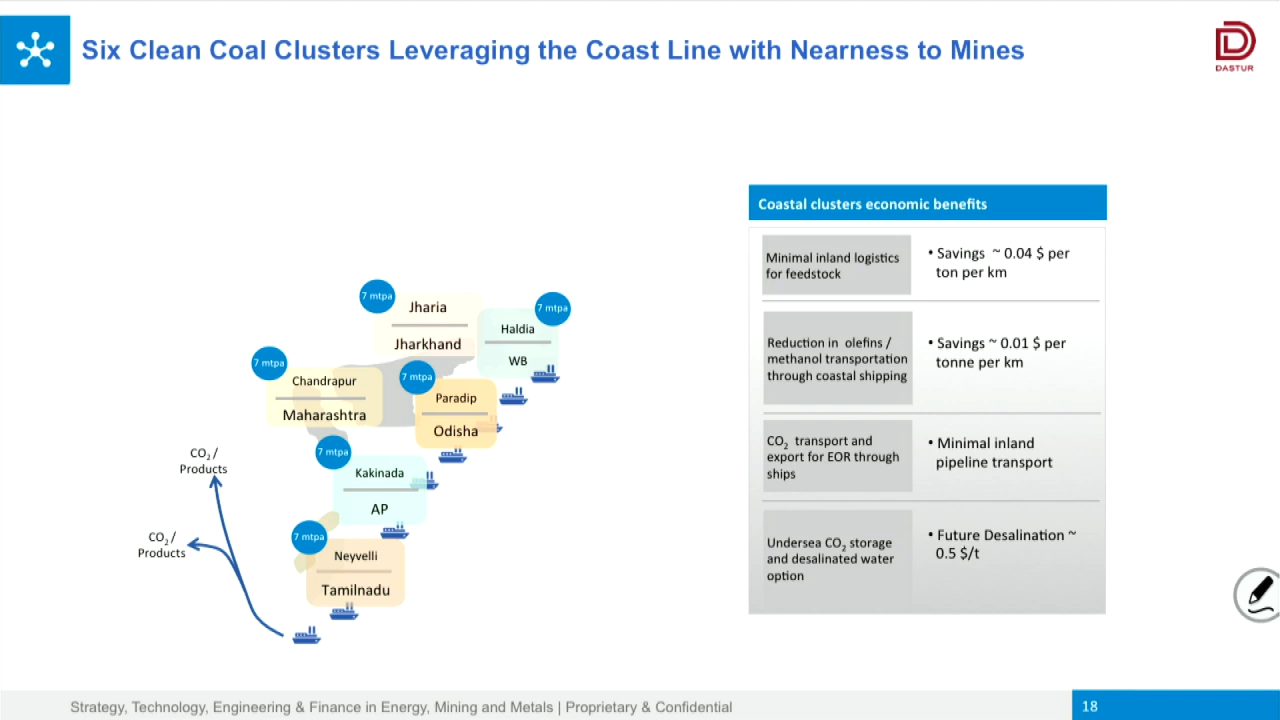 Six Clean Coal Clusters Leveraging the Coast Line with Nearness to Mines
DASTUR
Coastal clusters economic benefits
Minimal inland logistics
for feedstock
• Savings ~ 0.04 $ per
ton per km
Reduction in olefins /
methanol transportation
through coastal shipping
• Savings ~ 0.01 $ per
tonne per km
CO₂ transport and
export for EOR through
ships
• Minimal inland
pipeline transport
Undersea CO₂ storage
and desalinated water
option
• Future Desalination ~
0.5 $/t
7 mtpa
Jharia
Jharkhand
7 mtpa
Haldia
WB
7 mtpa
Chandrapur
Maharashtra
7 mtpa
Paradip
Odisha
7 mtpa
Kakinada
AP
7 mtpa
Neyvelli
Tamilnadu
CO₂ /
Products
CO₂ /
Products
Strategy, Technology, Engineering & Finance in Energy, Mining and Metals | Proprietary & Confidential
18